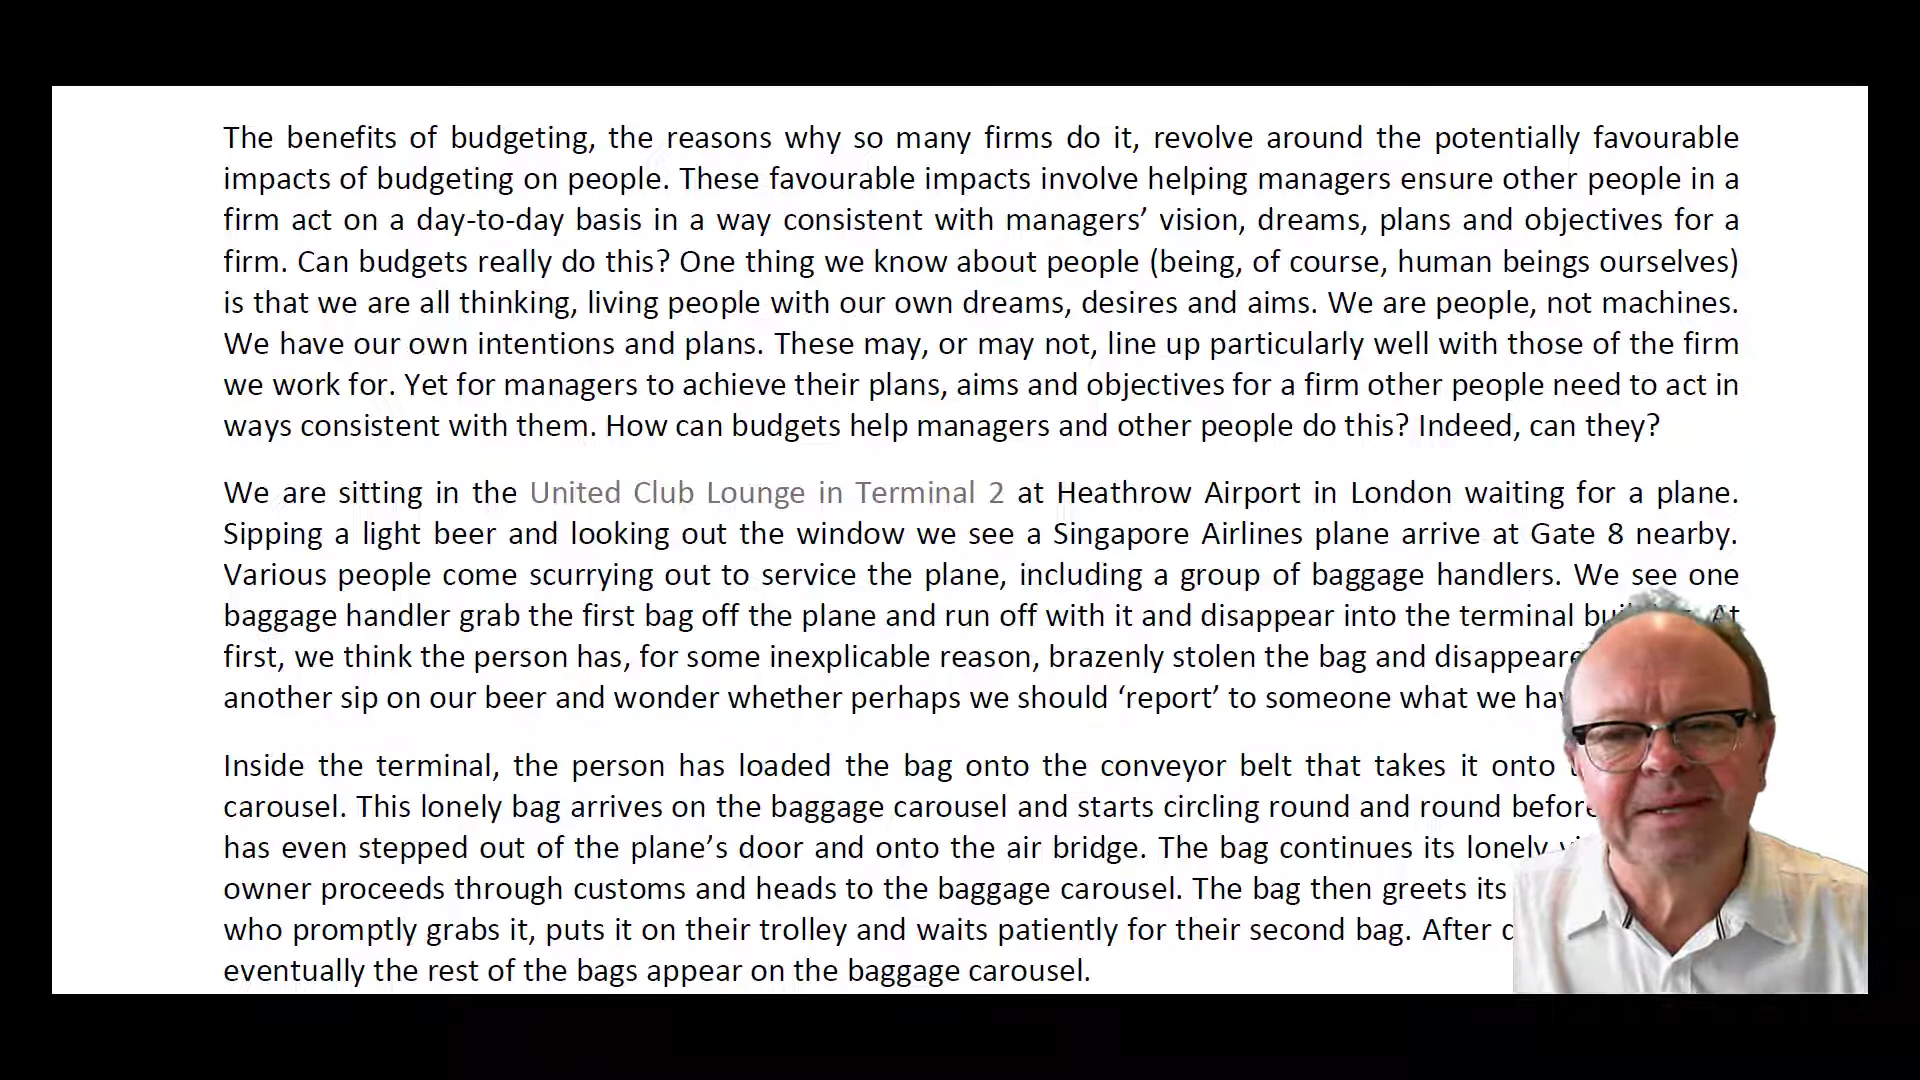 The benefits of budgeting, the reasons why so many firms do it, revolve around the potentially favourable
impacts of budgeting on people. These favourable impacts involve helping managers ensure other people in a
firm act on a day-to-day basis in a way consistent with managers’ vision, dreams, plans and objectives for a
firm. Can budgets really do this? One thing we know about people (being, of course, human beings ourselves)
is that we are all thinking, living people with our own dreams, desires and aims. We are people, not machines.
We have our own intentions and plans. These may, or may not, line up particularly well with those of the firm
we work for. Yet for managers to achieve their plans, aims and objectives for a firm other people need to act in
ways consistent with them. How can budgets help managers and other people do this? Indeed, can they?
We are sitting in the United Club Lounge in Terminal 2 at Heathrow Airport in London waiting for a plane.
Sipping a light beer and looking out the window we see a Singapore Airlines plane arrive at Gate 8 nearby.
Various people come scurrying out to service the plane, including a group of baggage handlers. We see one
baggage handler grab the first bag off the plane and run off with it and disappear into the terminal At
first, we think the person has, for some inexplicable reason, brazenly stolen the bag and
another sip on our beer and wonder whether perhaps we should ‘report’ to someone what we
Inside the terminal, the person has loaded the bag onto the conveyor belt that takes it onto
carousel. This lonely bag arrives on the baggage carousel and starts circling round and round before
has even stepped out of the plane’s door and onto the air bridge. The bag continues its lonely
owner proceeds through customs and heads to the baggage carousel. The bag then greets its
who promptly grabs it, puts it on their trolley and waits patiently for their second bag. After
eventually the rest of the bags appear on the baggage carousel.